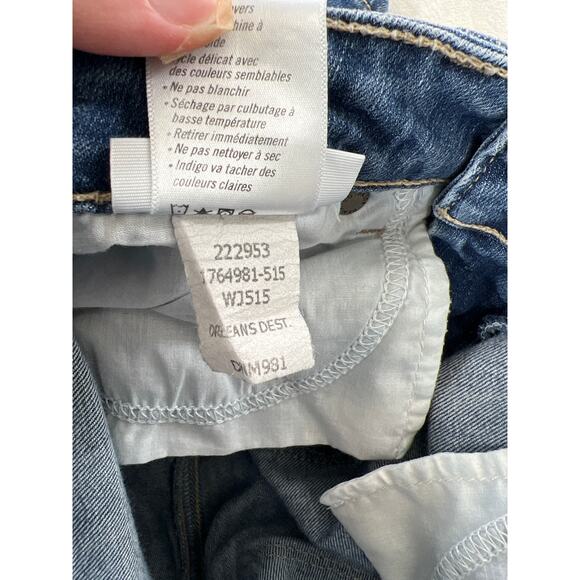 à
cycle délicat avec
des couleurs semblables
• Ne pas blanchir
• Séchage par culbutage à
basse température
• Retirer immédiatement
• Ne pas nettoyer à sec
• Indigo va tacher des
couleurs claires
222953
1764981-515
WJ515
DEST.